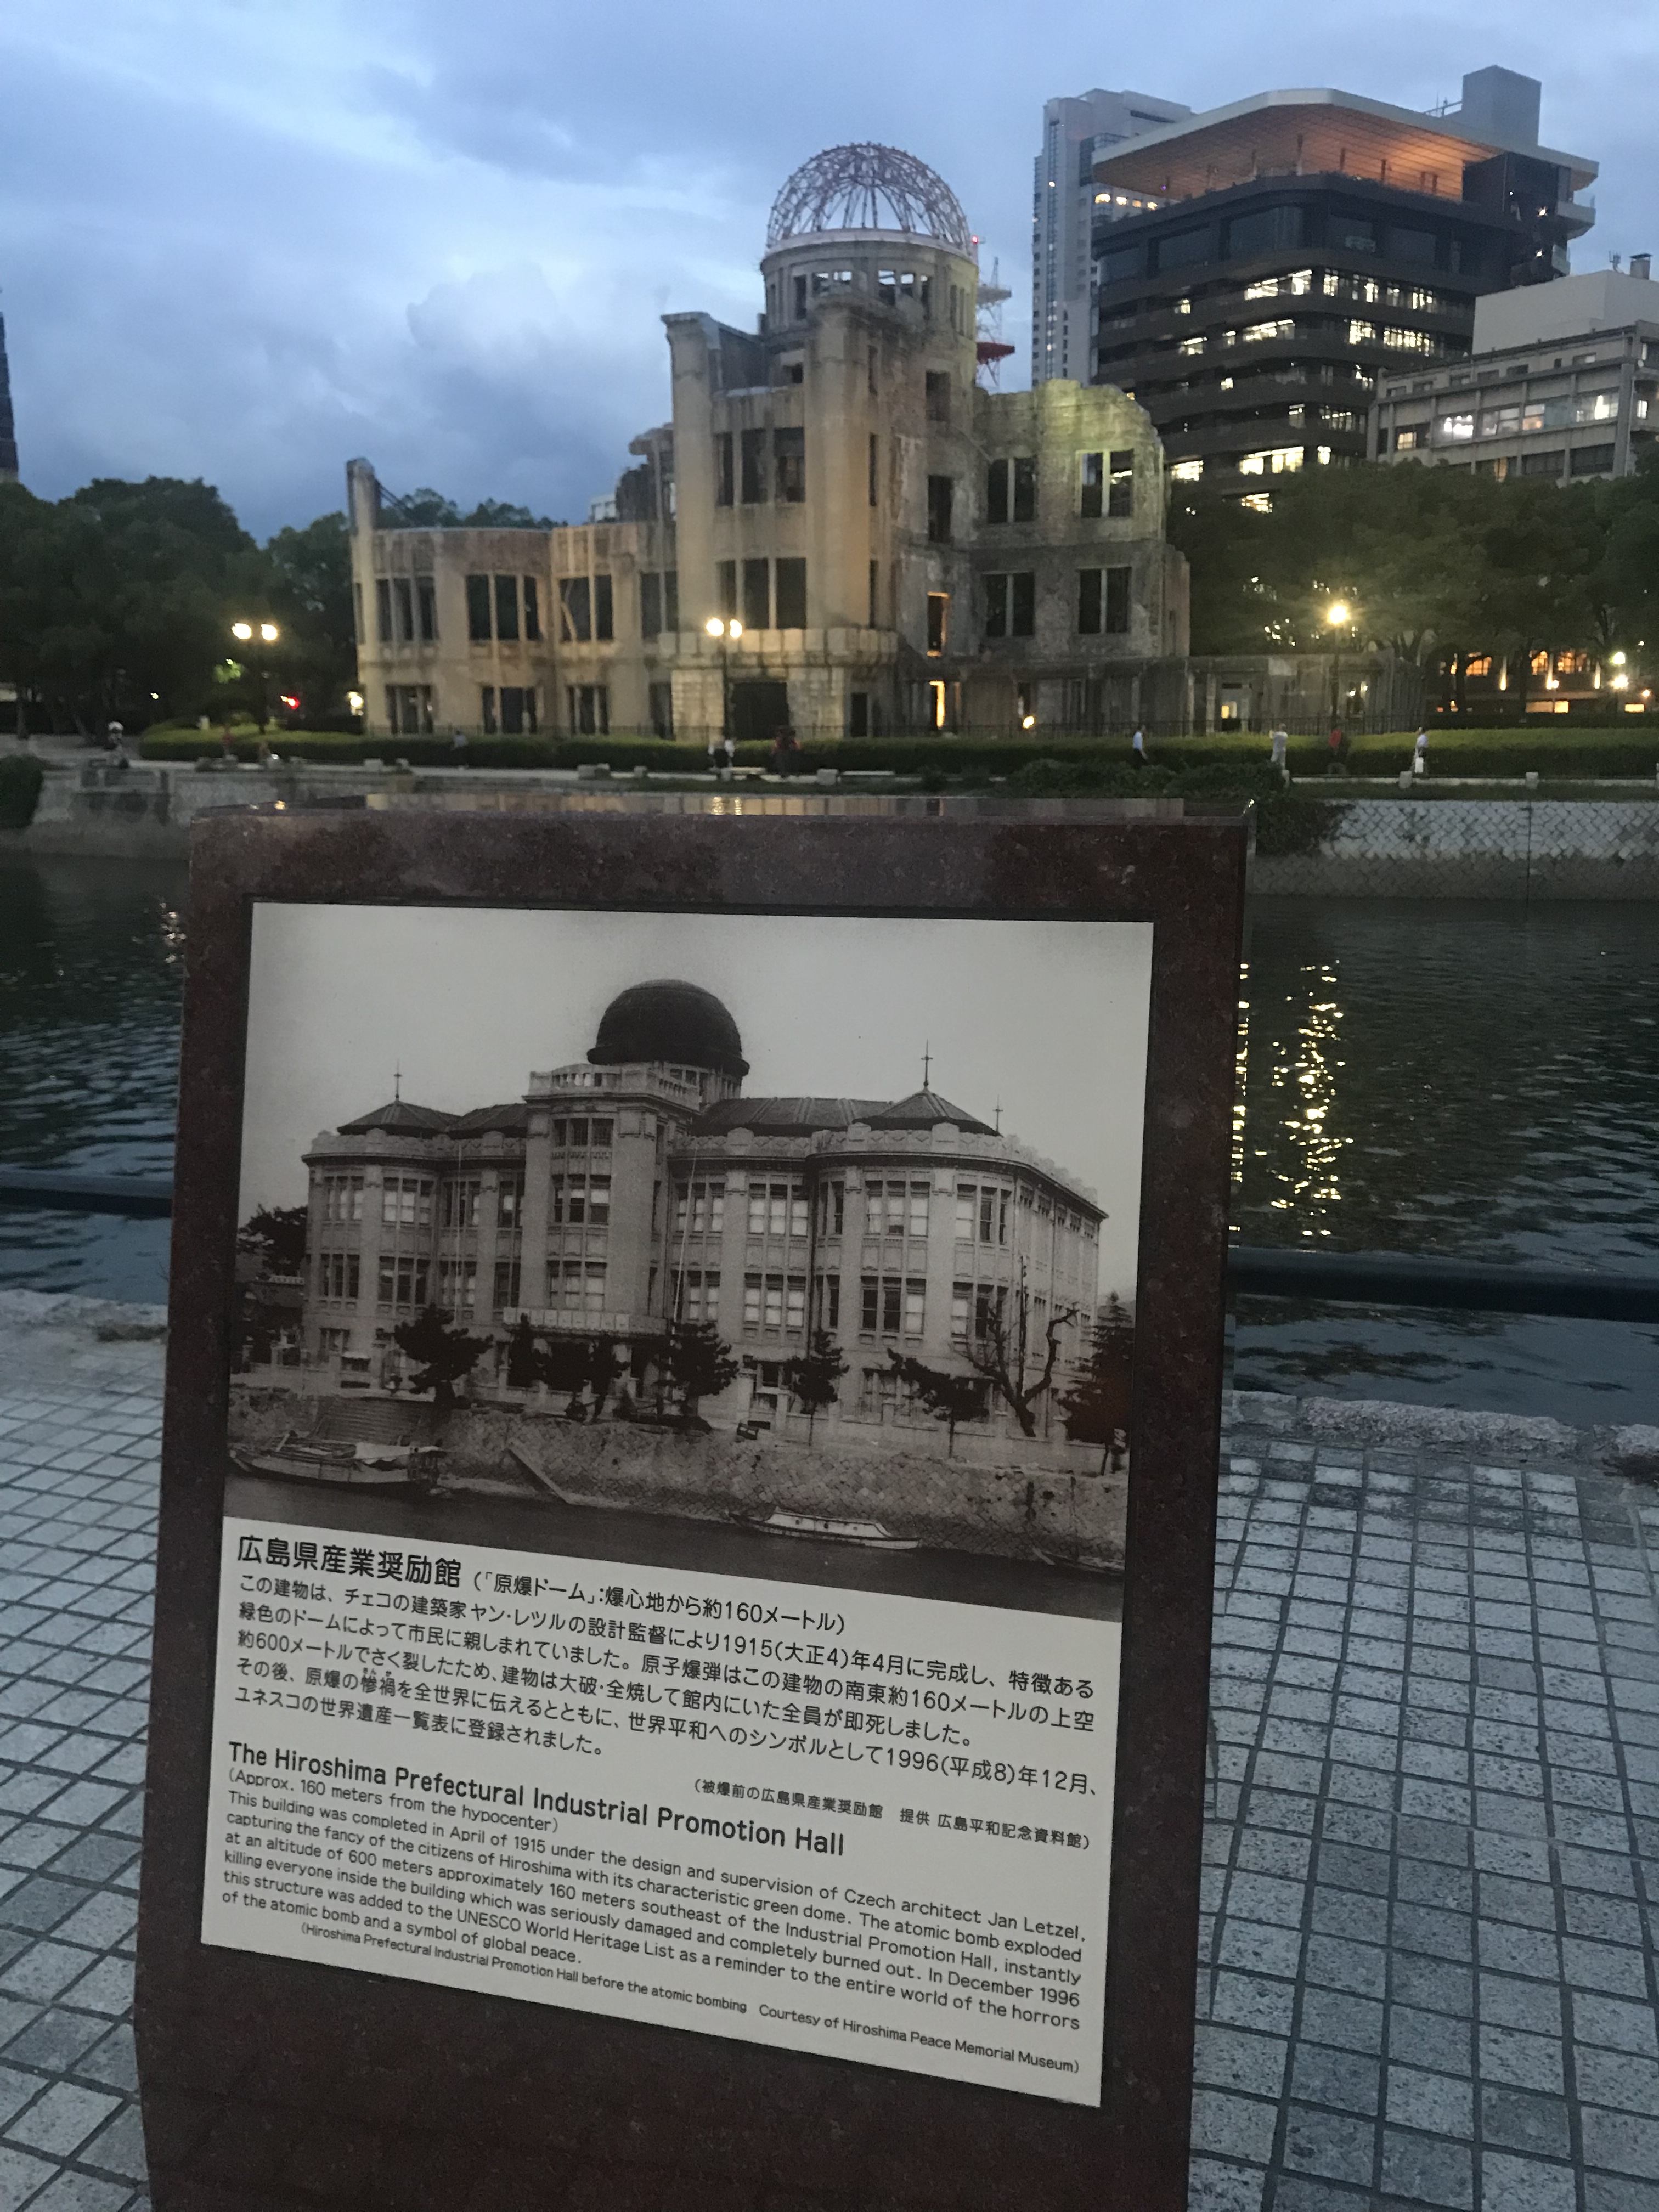 広島県産業奨励館（「原爆ドーム」：爆心地から約160メートル）
この建物は、チェコの建築家ヤン・レツルの設計監督により1915（大正4）年4月に完成し、特徴ある
緑色のドームによって市民に親しまれていました。原子爆弾はこの建物の南東約160メートルの上空
約600メートルでさく裂したため、建物は大破・全焼して館内にいた全員が即死しました。
その後、原爆の惨禍を全世界に伝えるとともに、世界平和へのシンボルとして1996（平成8）年12月、
ユネスコの世界遺産一覧表に登録されました。
（被爆前の広島県産業奨励館　提供 広島平和記念資料館）
The Hiroshima Prefectural Industrial Promotion Hall
(Approx. 160 meters from the hypocenter)
This building was completed in April of 1915 under the design and supervision of Czech architect Jan Letzel,
capturing the fancy of the citizens of Hiroshima with its characteristic green dome. The atomic bomb exploded
at an altitude of 600 meters approximately 160 meters southeast of the Industrial Promotion Hall, instantly
killing everyone inside the building which was seriously damaged and completely burned out. In December 1996
this structure was added to the UNESCO World Heritage List as a reminder to the entire world of the horrors
of the atomic bomb and a symbol of global peace.
(Hiroshima Prefectural Industrial Promotion Hall before the atomic bombing Courtesy of Hiroshima Peace Memorial Museum)